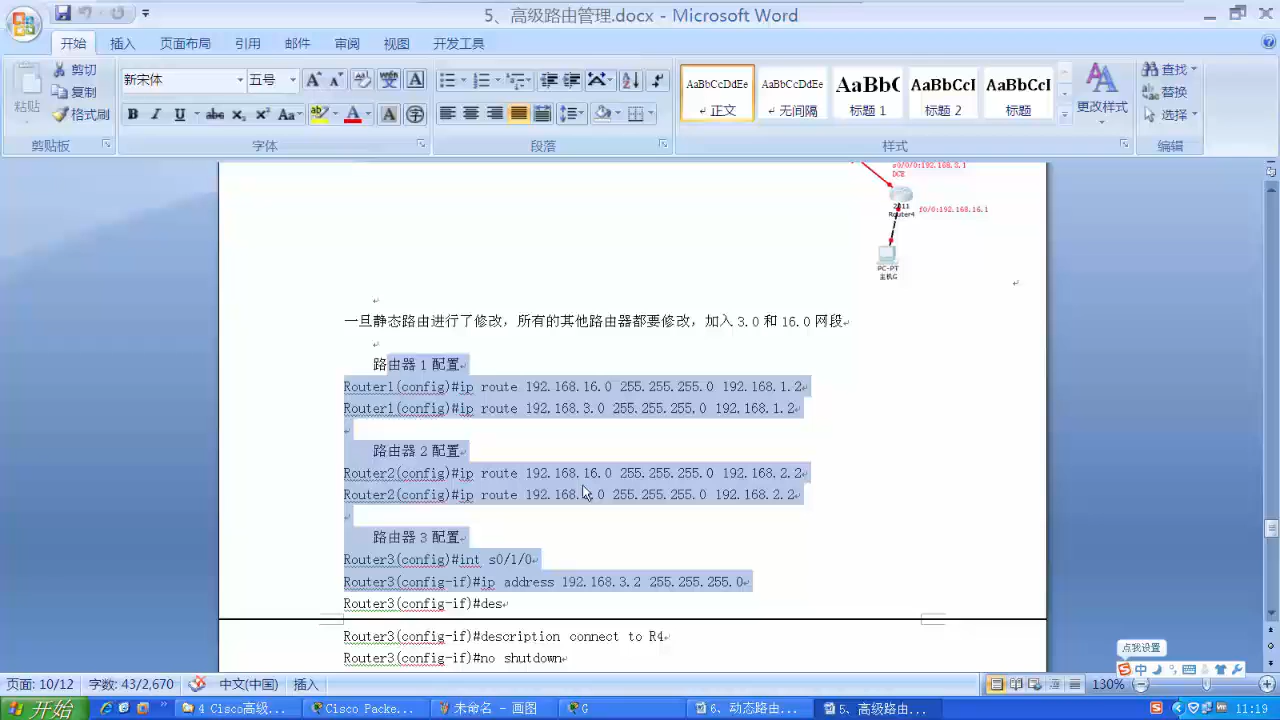 5、高级路由管理.docx - Microsoft Word
开始 插入 页面布局 引用 邮件 审阅 视图 开发工具
剪切
复制
格式刷
粘贴
剪贴板
新宋体 五号
字体
段落
AaBbCcDdEe AaBbCcDdEe AaBbC AaBbCcI AaBbCcI
正文 无间隔 标题 1 标题 2 标题
更改样式
样式
查找
替换
选择
编辑
s0/0/0:192.168.3.1
DCE
2811
Router4
f0/0:192.168.16.1
PC-PT
主机G
一旦静态路由进行了修改，所有的其他路由器都要修改，加入 3.0 和 16.0 网段
路由器 1 配置
Router1(config)#ip route 192.168.16.0 255.255.255.0 192.168.1.2
Router1(config)#ip route 192.168.3.0 255.255.255.0 192.168.1.2
路由器 2 配置
Router2(config)#ip route 192.168.16.0 255.255.255.0 192.168.2.2
Router2(config)#ip route 192.168. .0 255.255.255.0 192.168.2.2
路由器 3 配置
Router3(config)#int s0/1/0
Router3(config-if)#ip address 192.168.3.2 255.255.255.0
Router3(config-if)#des
Router3(config-if)#description connect to R4
Router3(config-if)#no shutdown
点我设置
中
页面: 10/12 字数: 43/2,670 中文(中国) 插入 130%
开始 4 Cisco高级... Cisco Packe... 未命名 - 画图 G 6、动态路由... 5、高级路由... 11:19